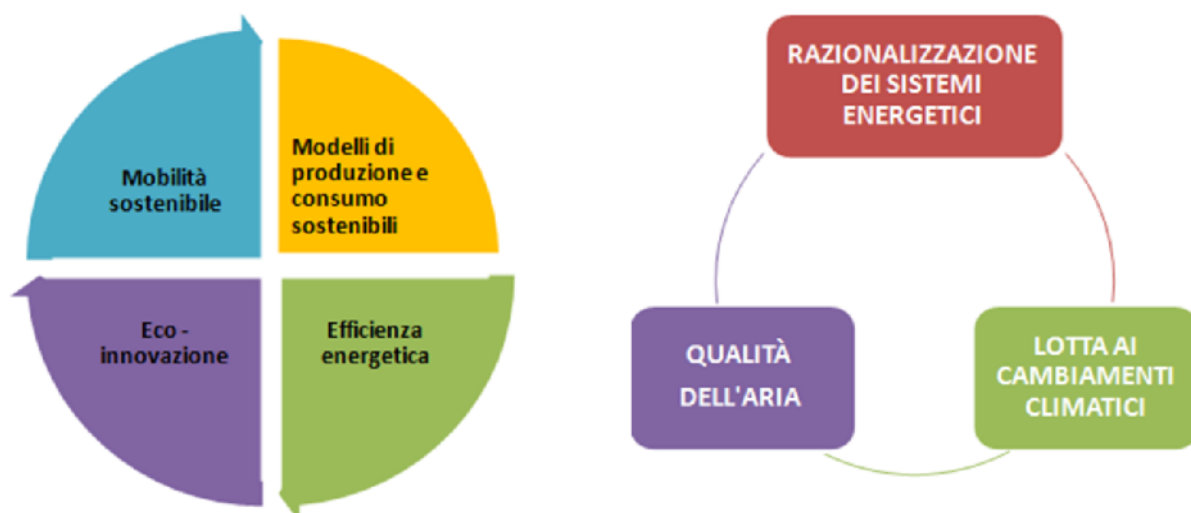 Mobilità
sostenibile
Modelli di
produzione e
consumo
sostenibili
Eco -
innovazione
Efficienza
energetica
RAZIONALIZZAZIONE
DEI SISTEMI
ENERGETICI
QUALITÀ
DELL'ARIA
LOTTA AI
CAMBIAMENTI
CLIMATICI